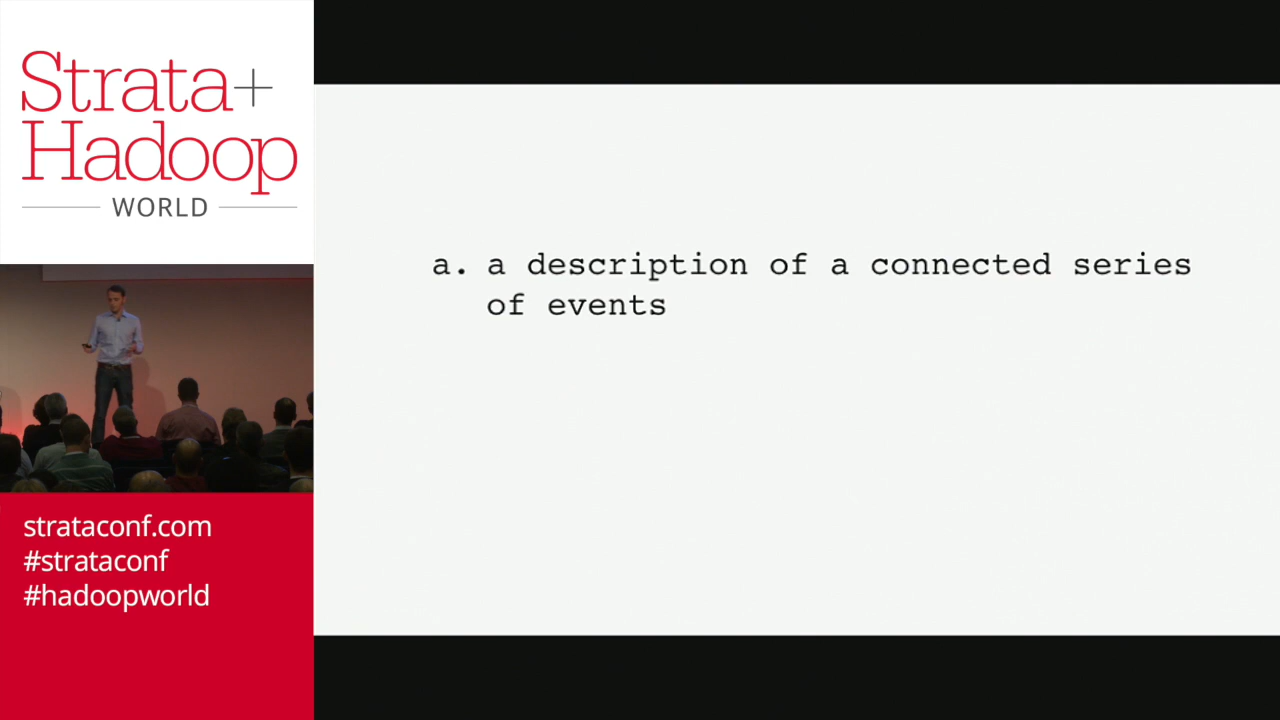 Strata+
Hadoop
WORLD
strataconf.com
#strataconf
#hadoopworld
a. a description of a connected series
of events